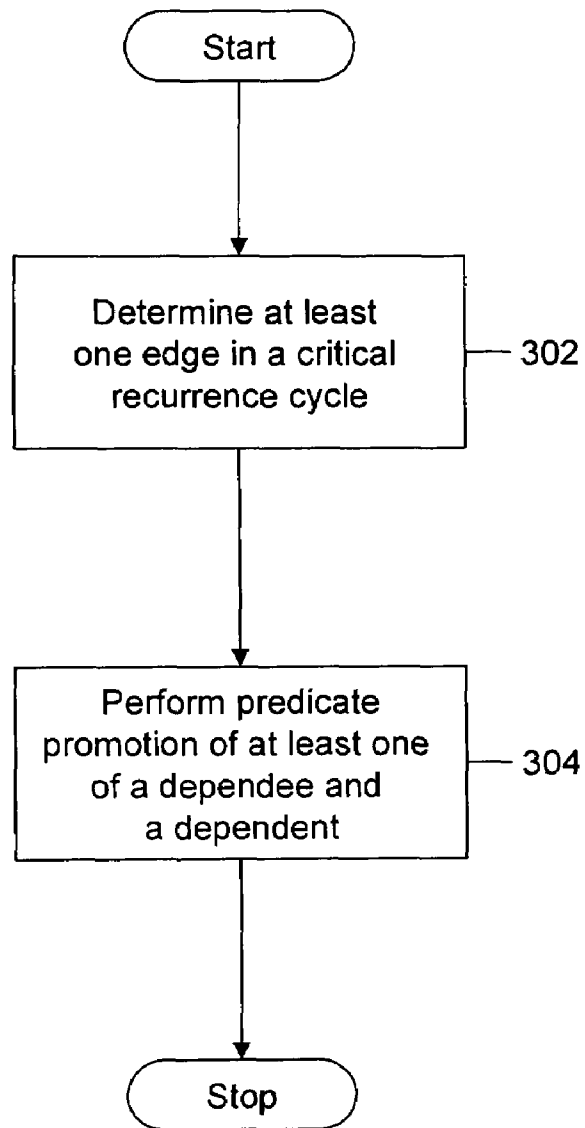 Start
Determine at least
one edge in a critical
recurrence cycle
302
Perform predicate
promotion of at least one
of a dependee and
a dependent
304
Stop